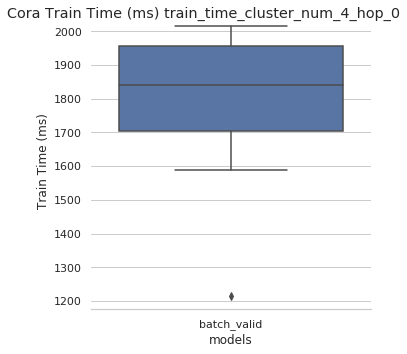 Cora Train Time (ms) train_time_cluster_num_4_hop_0
2000
1900
1800
1700
1600
1500
1400
1300
1200
Train Time (ms)
batch_valid
models